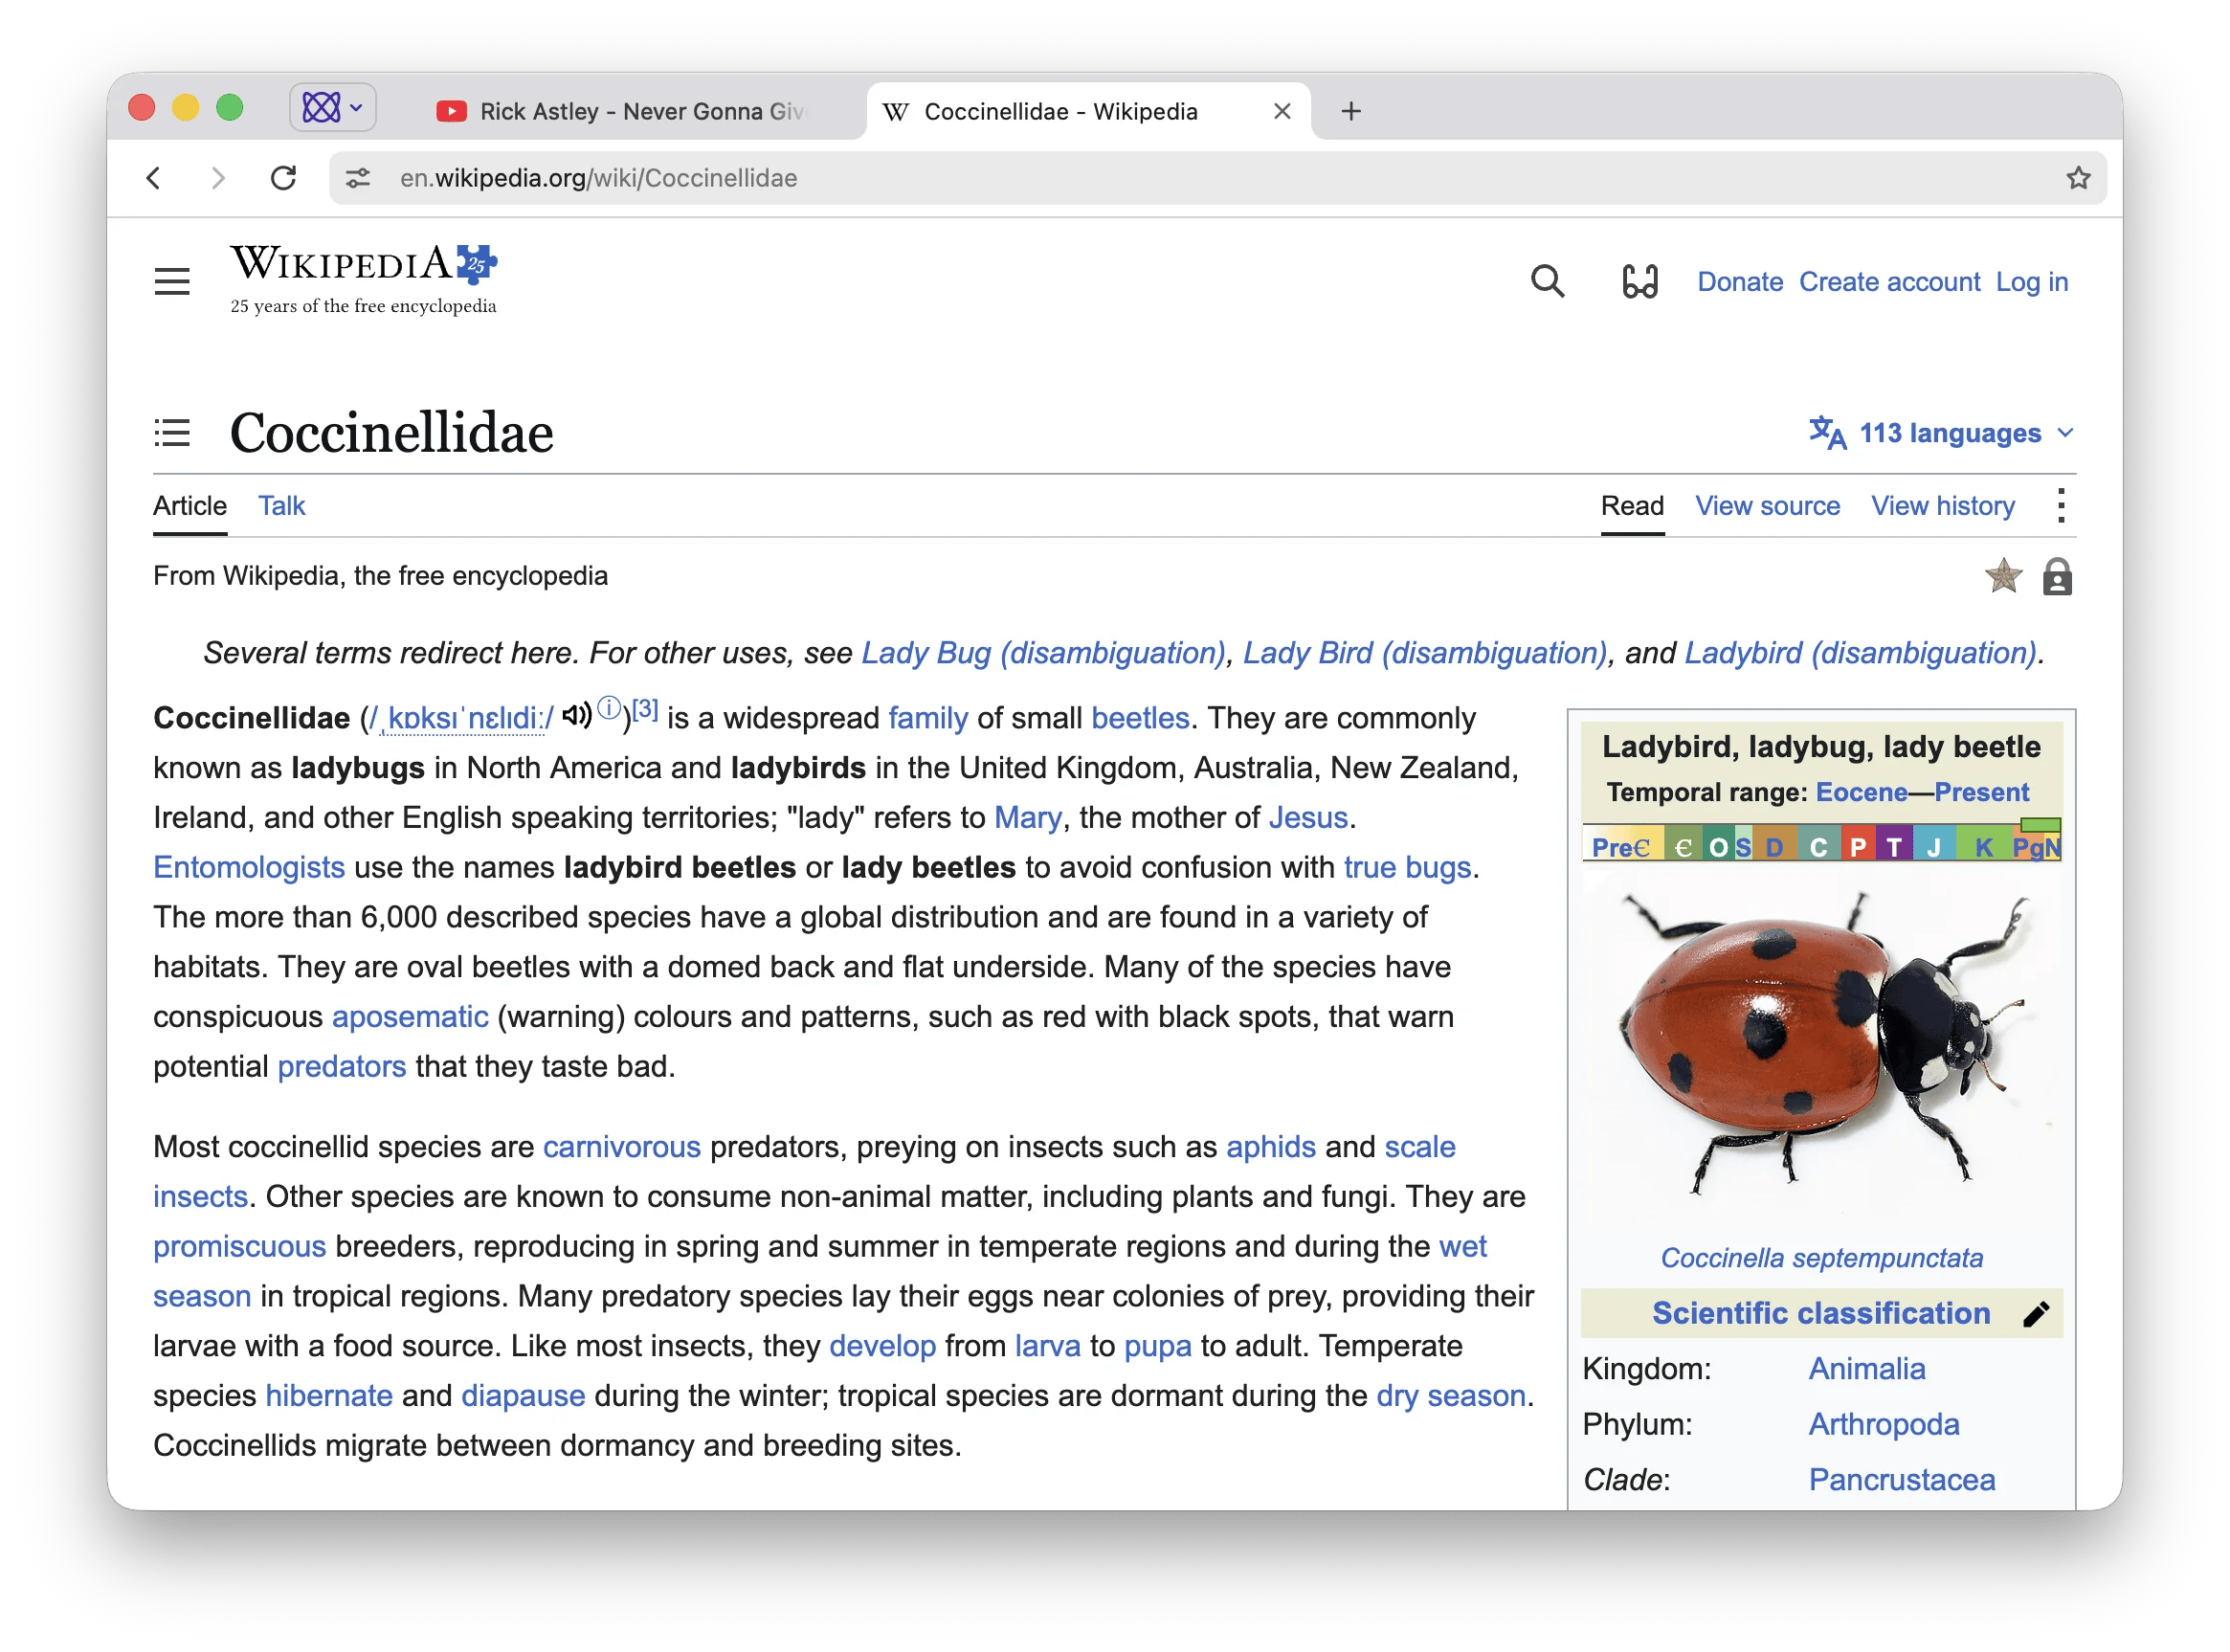 Rick Astley - Never Gonna Giv
Coccinellidae - Wikipedia
en.wikipedia.org/wiki/Coccinellidae
WIKIPEDIA 25
25 years of the free encyclopedia
Donate Create account Log in
Coccinellidae
113 languages
Article Talk
Read View source View history
From Wikipedia, the free encyclopedia
Several terms redirect here. For other uses, see Lady Bug (disambiguation), Lady Bird (disambiguation), and Ladybird (disambiguation).
Coccinellidae (/ˌkɒksɪˈnɛlɪdiː/ ⓘ)[3] is a widespread family of small beetles. They are commonly
known as ladybugs in North America and ladybirds in the United Kingdom, Australia, New Zealand,
Ireland, and other English speaking territories; "lady" refers to Mary, the mother of Jesus.
Entomologists use the names ladybird beetles or lady beetles to avoid confusion with true bugs.
The more than 6,000 described species have a global distribution and are found in a variety of
habitats. They are oval beetles with a domed back and flat underside. Many of the species have
conspicuous aposematic (warning) colours and patterns, such as red with black spots, that warn
potential predators that they taste bad.
Most coccinellid species are carnivorous predators, preying on insects such as aphids and scale
insects. Other species are known to consume non-animal matter, including plants and fungi. They are
promiscuous breeders, reproducing in spring and summer in temperate regions and during the wet
season in tropical regions. Many predatory species lay their eggs near colonies of prey, providing their
larvae with a food source. Like most insects, they develop from larva to pupa to adult. Temperate
species hibernate and diapause during the winter; tropical species are dormant during the dry season.
Coccinellids migrate between dormancy and breeding sites.
Ladybird, ladybug, lady beetle
Temporal range: Eocene—Present
PreꞒ Ꞓ O S D C P T J K Pg N
Coccinella septempunctata
Scientific classification
Kingdom: Animalia
Phylum: Arthropoda
Clade: Pancrustacea